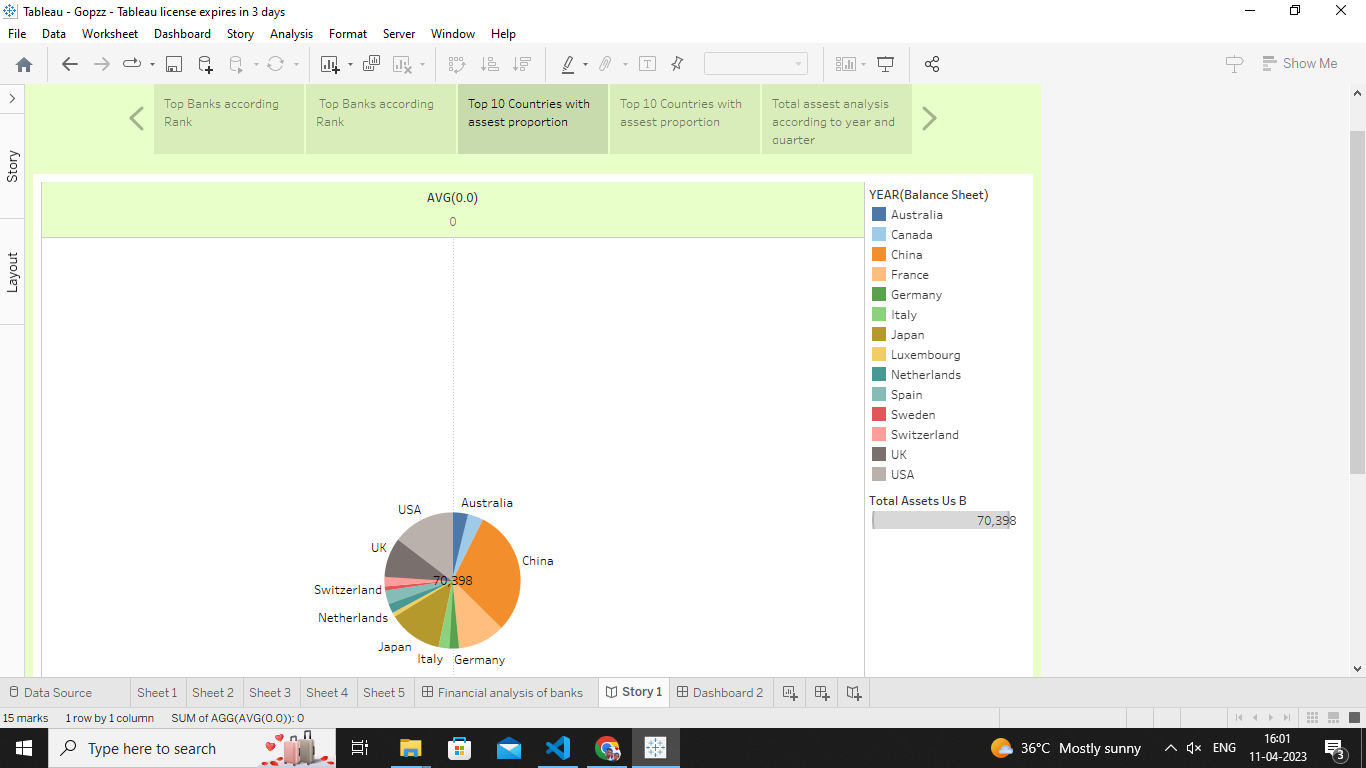 Tableau - Gopzz - Tableau license expires in 3 days
File Data Worksheet Dashboard Story Analysis Format Server Window Help
Show Me
Story
Layout
Top Banks according
Rank
Top Banks according
Rank
Top 10 Countries with
assest proportion
Top 10 Countries with
assest proportion
Total assest analysis
according to year and
quarter
AVG(0.0)
0
USA
Australia
UK
China
70,398
Switzerland
Netherlands
Japan
Italy
Germany
YEAR(Balance Sheet)
Australia
Canada
China
France
Germany
Italy
Japan
Luxembourg
Netherlands
Spain
Sweden
Switzerland
UK
USA
Total Assets Us B
70,398
Data Source Sheet 1 Sheet 2 Sheet 3 Sheet 4 Sheet 5 Financial analysis of banks Story 1 Dashboard 2
15 marks 1 row by 1 column SUM of AGG(AVG(0.0)): 0
Type here to search
36°C Mostly sunny
ENG
16:01
11-04-2023
3